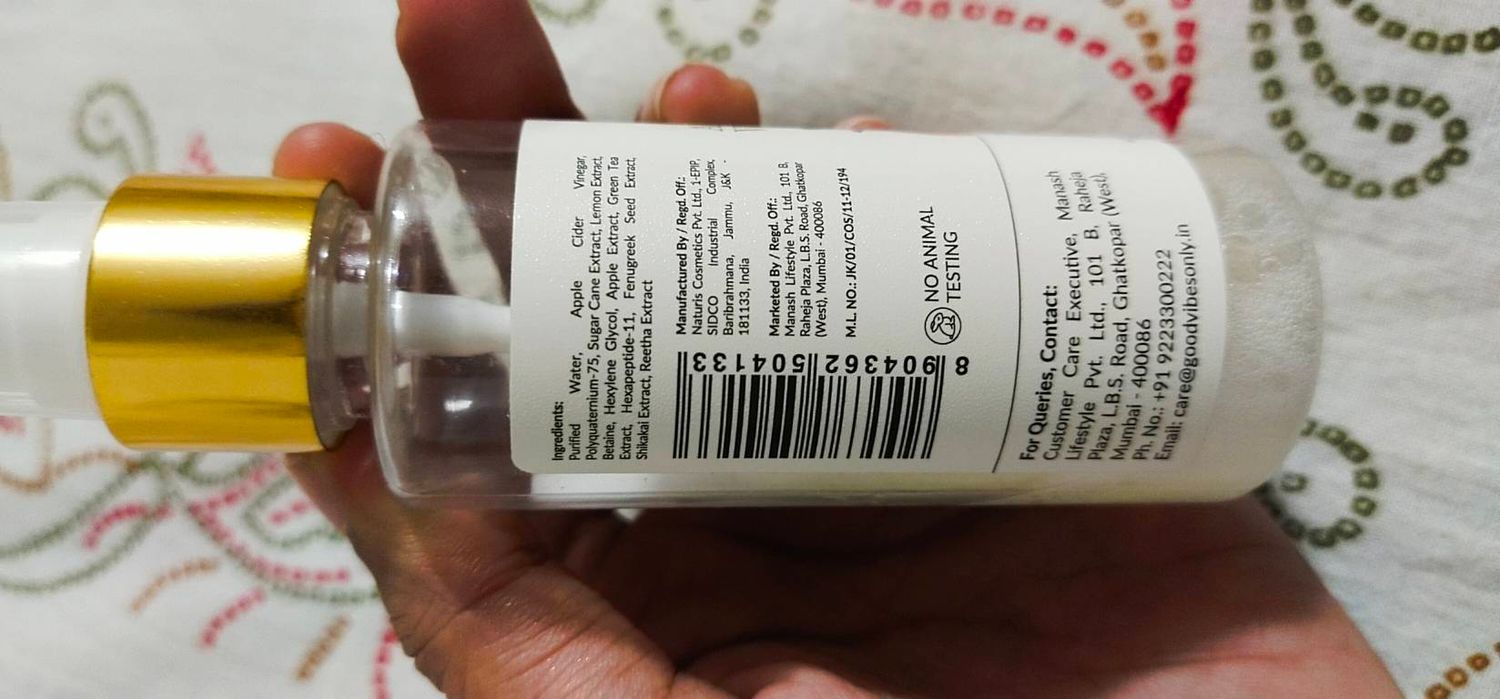 Ingredients:
Purified Water, Apple Cider Vinegar,
Polyquaternium-75, Sugar Cane Extract, Lemon Extract,
Betaine, Hexylene Glycol, Apple Extract, Green Tea
Extract, Hexapeptide-11, Fenugreek Seed Extract,
Shikakai Extract, Reetha Extract
Manufactured By / Regd. Off.:
Naturis Cosmetics Pvt. Ltd., 1-EPIP,
SIDCO Industrial Complex,
Baribrahmana, Jammu, J&K -
181133, India
Marketed By / Regd. Off.:
Manash Lifestyle Pvt. Ltd., 101 B,
Raheja Plaza, L.B.S. Road, Ghatkopar
(West), Mumbai - 400086
M.L. NO.: JK/01/COS/11-12/194
8 904362 504133
NO ANIMAL
TESTING
For Queries, Contact:
Customer Care Executive, Manash
Lifestyle Pvt. Ltd., 101 B, Raheja
Plaza, L.B.S. Road, Ghatkopar (West),
Mumbai - 400086
Ph. No.: +91 9223300222
Email: care@goodvibesonly.in